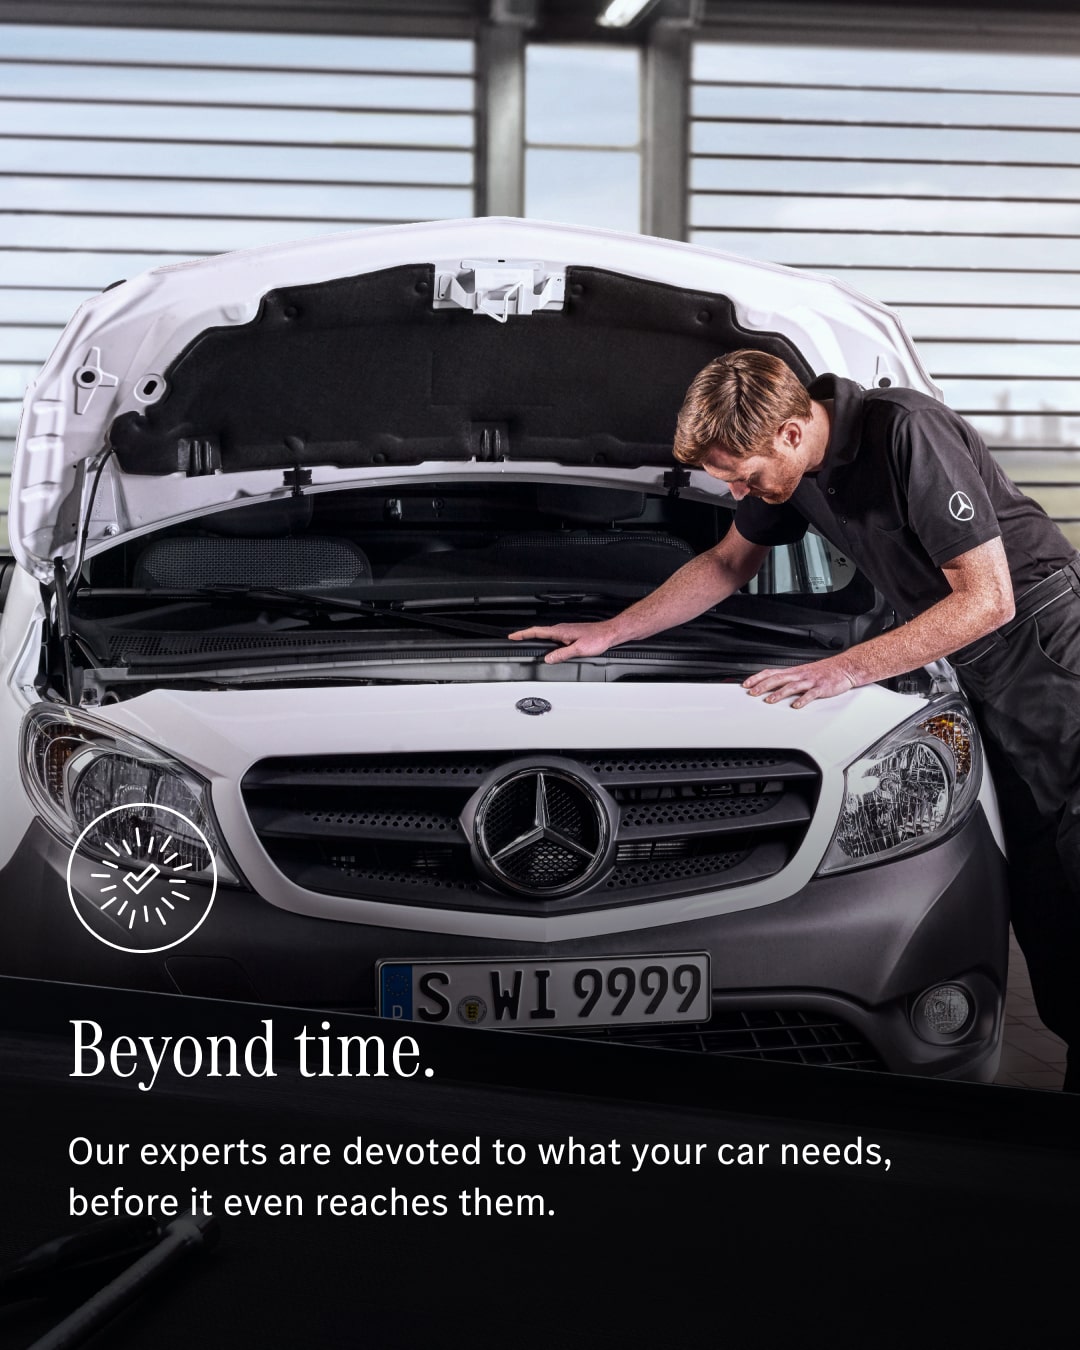 S WI 9999
D
Beyond time.
Our experts are devoted to what your car needs,
before it even reaches them.